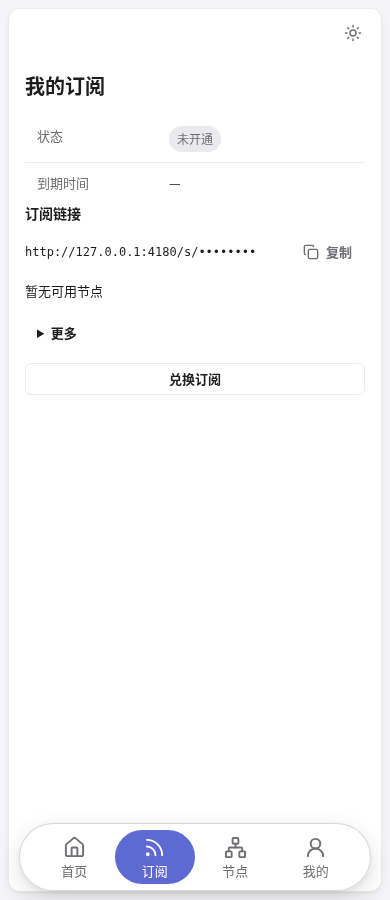 我的订阅
状态 未开通
到期时间 —
订阅链接
http://127.0.0.1:4180/s/•••••••• 复制
暂无可用节点
▶ 更多
兑换订阅
首页 订阅 节点 我的